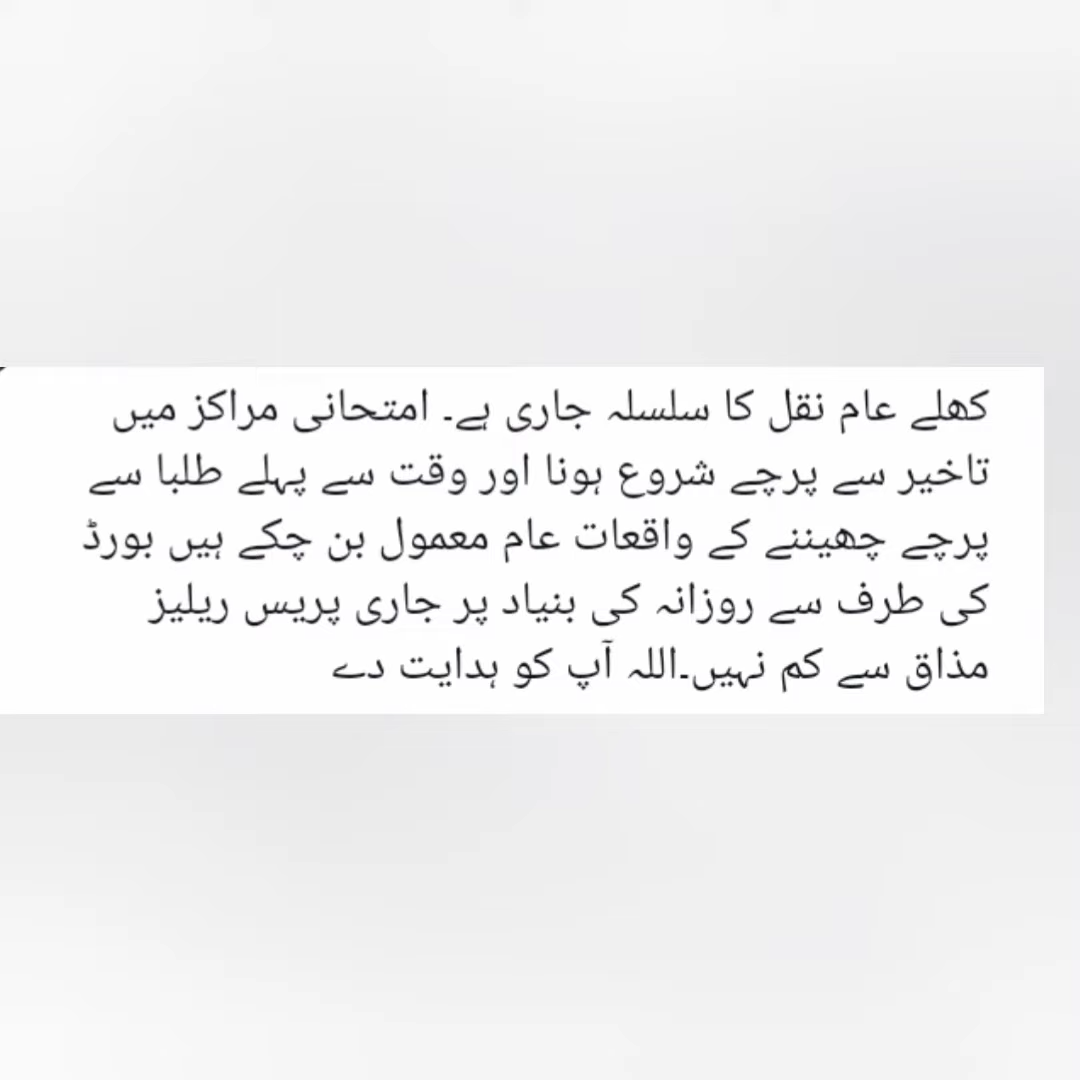 کھلے عام نقل کا سلسلہ جاری ہے۔ امتحانی مراکز میں
تاخیر سے پرچے شروع ہونا اور وقت سے پہلے طلبا سے
پرچے چھیننے کے واقعات عام معمول بن چکے ہیں بورڈ
کی طرف سے روزانہ کی بنیاد پر جاری پریس ریلیز
مذاق سے کم نہیں۔اللہ آپ کو ہدایت دے